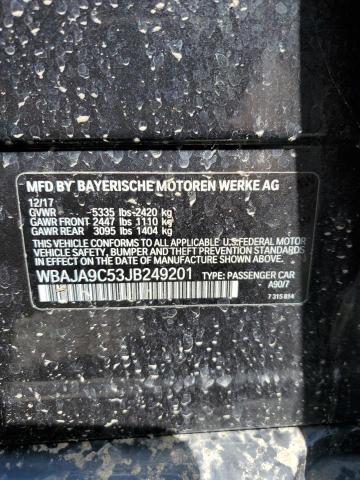 MFD BY BAYERISCHE MOTOREN WERKE AG
12/17
GVWR -5335 lbs-2420 kg
GAWR FRONT 2447 lbs 1110 kg
GAWR REAR 3095 lbs 1404 kg
THIS VEHICLE CONFORMS TO ALL APPLICABLE U.S.FEDERAL MOTOR
VEHICLE SAFETY, BUMPER AND THEFT PREVENTION STANDARDS
IN EFFECT ON THE DATE OF MANUFACTURE SHOWN ABOVE.
WBAJA9C53JB249201 TYPE: PASSENGER CAR
A90/7
7 315 814